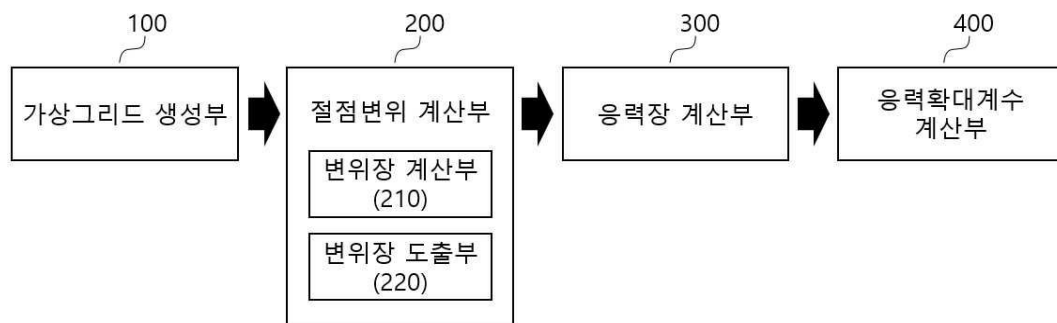 100
200
300
400
가상그리드 생성부
절점변위 계산부
변위장 계산부
(210)
변위장 도출부
(220)
응력장 계산부
응력확대계수
계산부